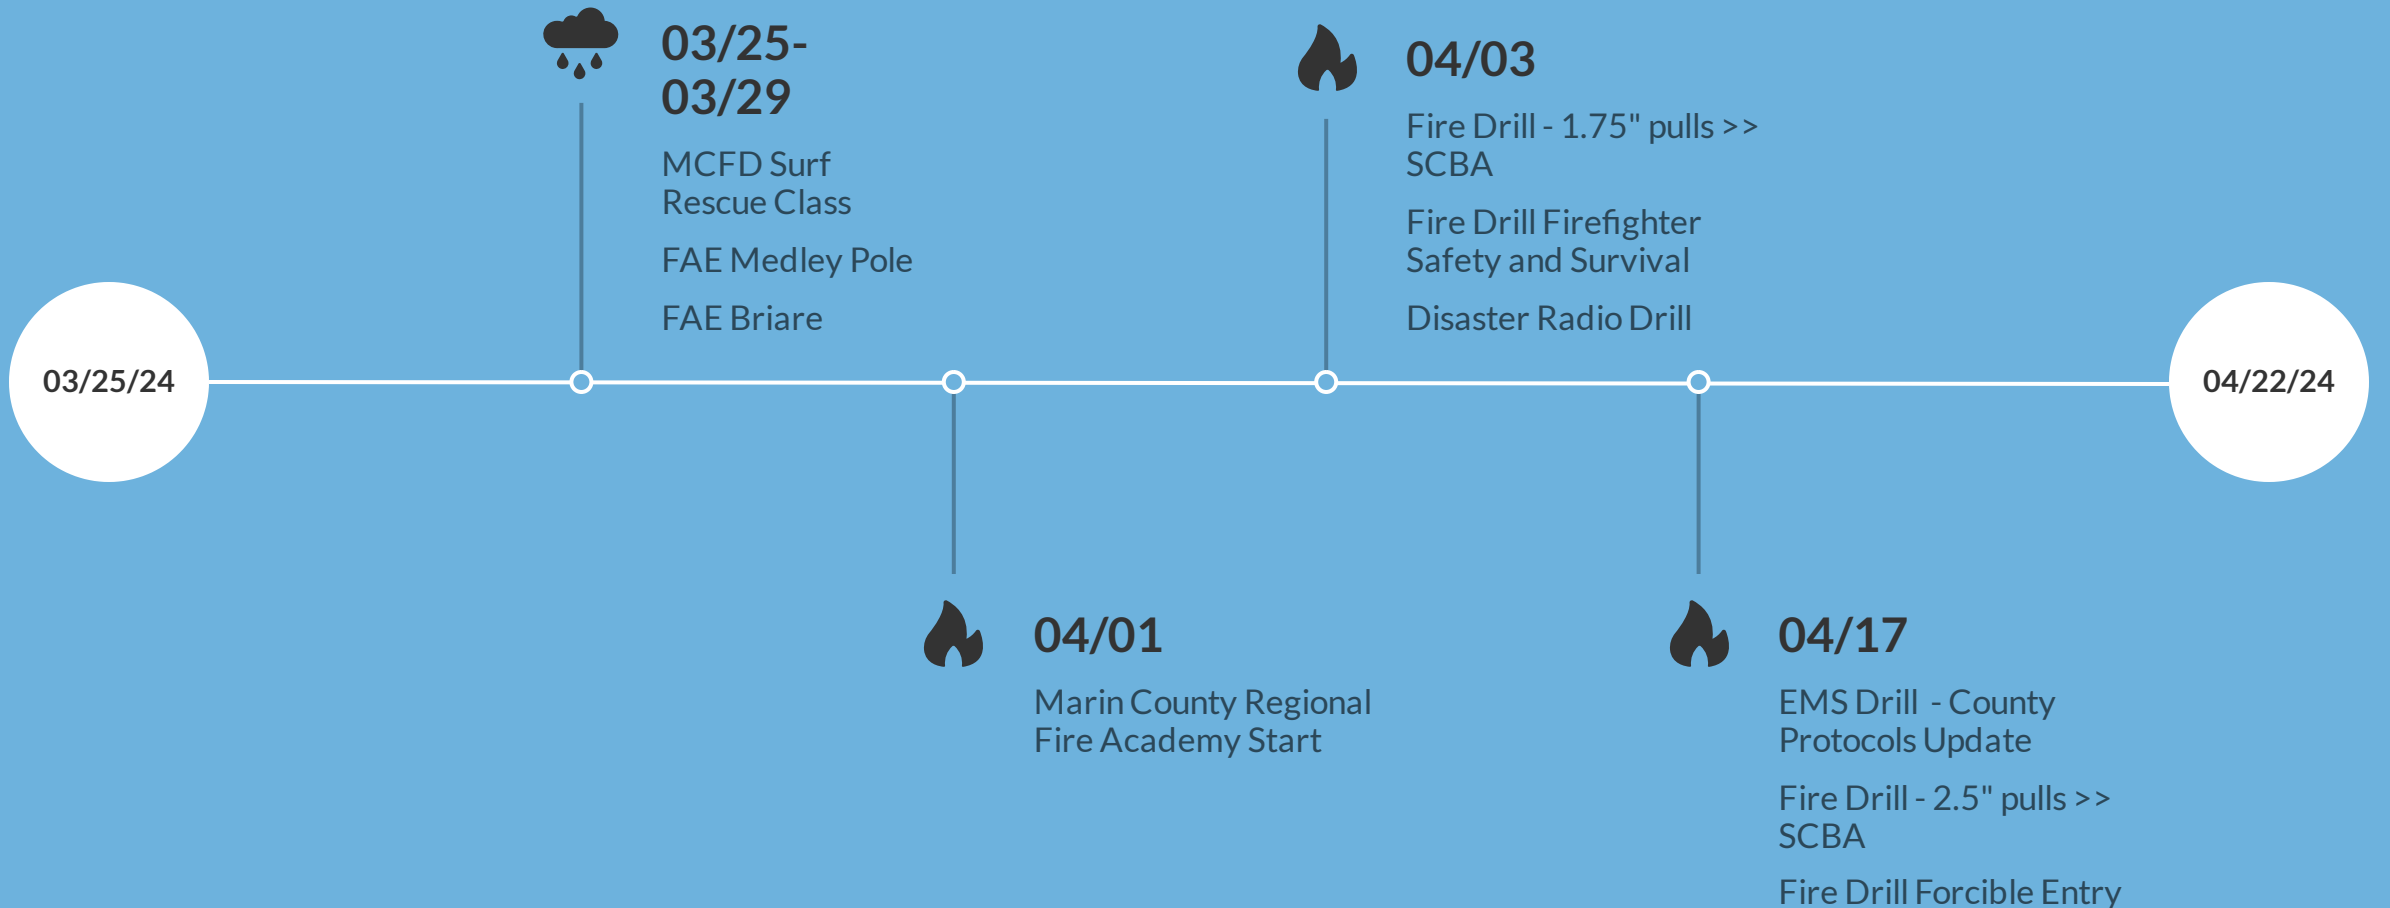 03/25/24
03/25-
03/29
MCFD Surf
Rescue Class
FAE Medley Pole
FAE Briare
04/01
Marin County Regional
Fire Academy Start
04/03
Fire Drill - 1.75" pulls >>
SCBA
Fire Drill Firefighter
Safety and Survival
Disaster Radio Drill
04/17
EMS Drill  - County
Protocols Update
Fire Drill - 2.5" pulls >>
SCBA
Fire Drill Forcible Entry
04/22/24